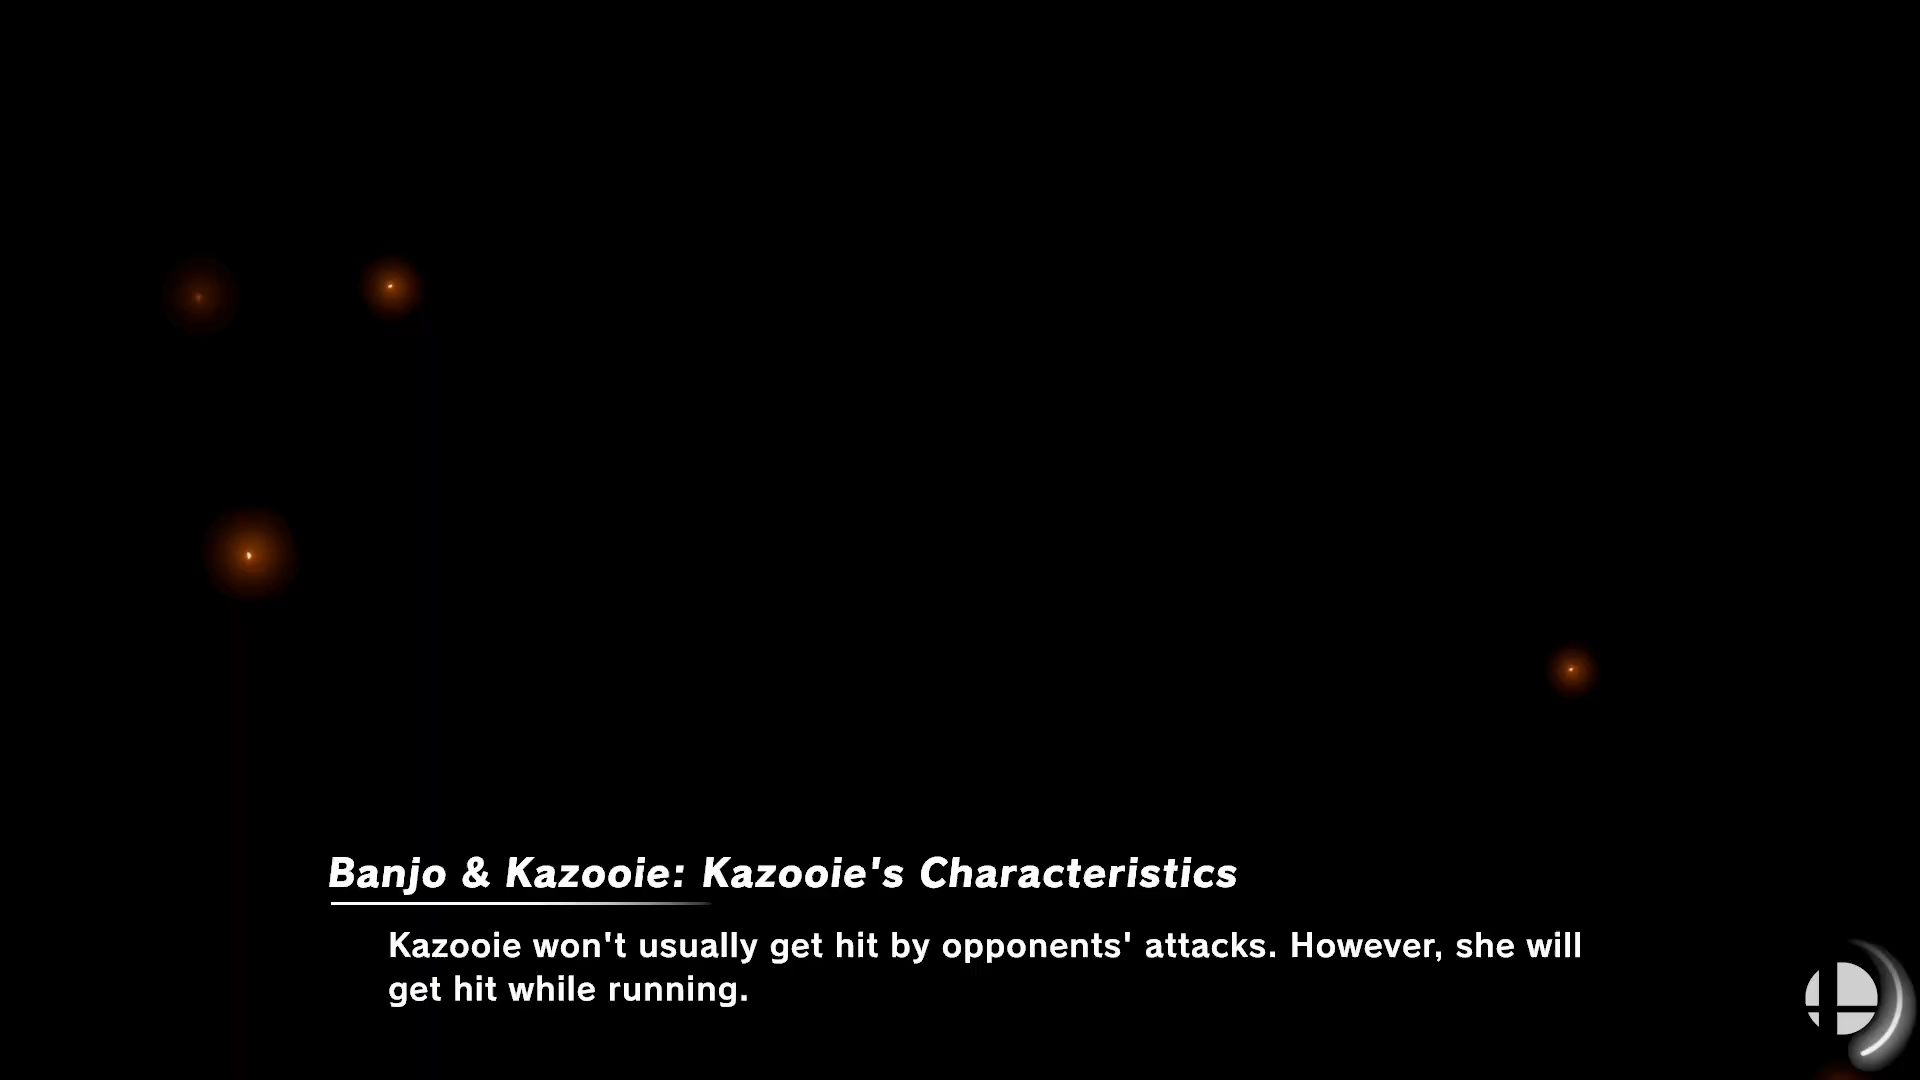 Banjo & Kazooie: Kazooie's Characteristics
Kazooie won't usually get hit by opponents' attacks. However, she will
get hit while running.